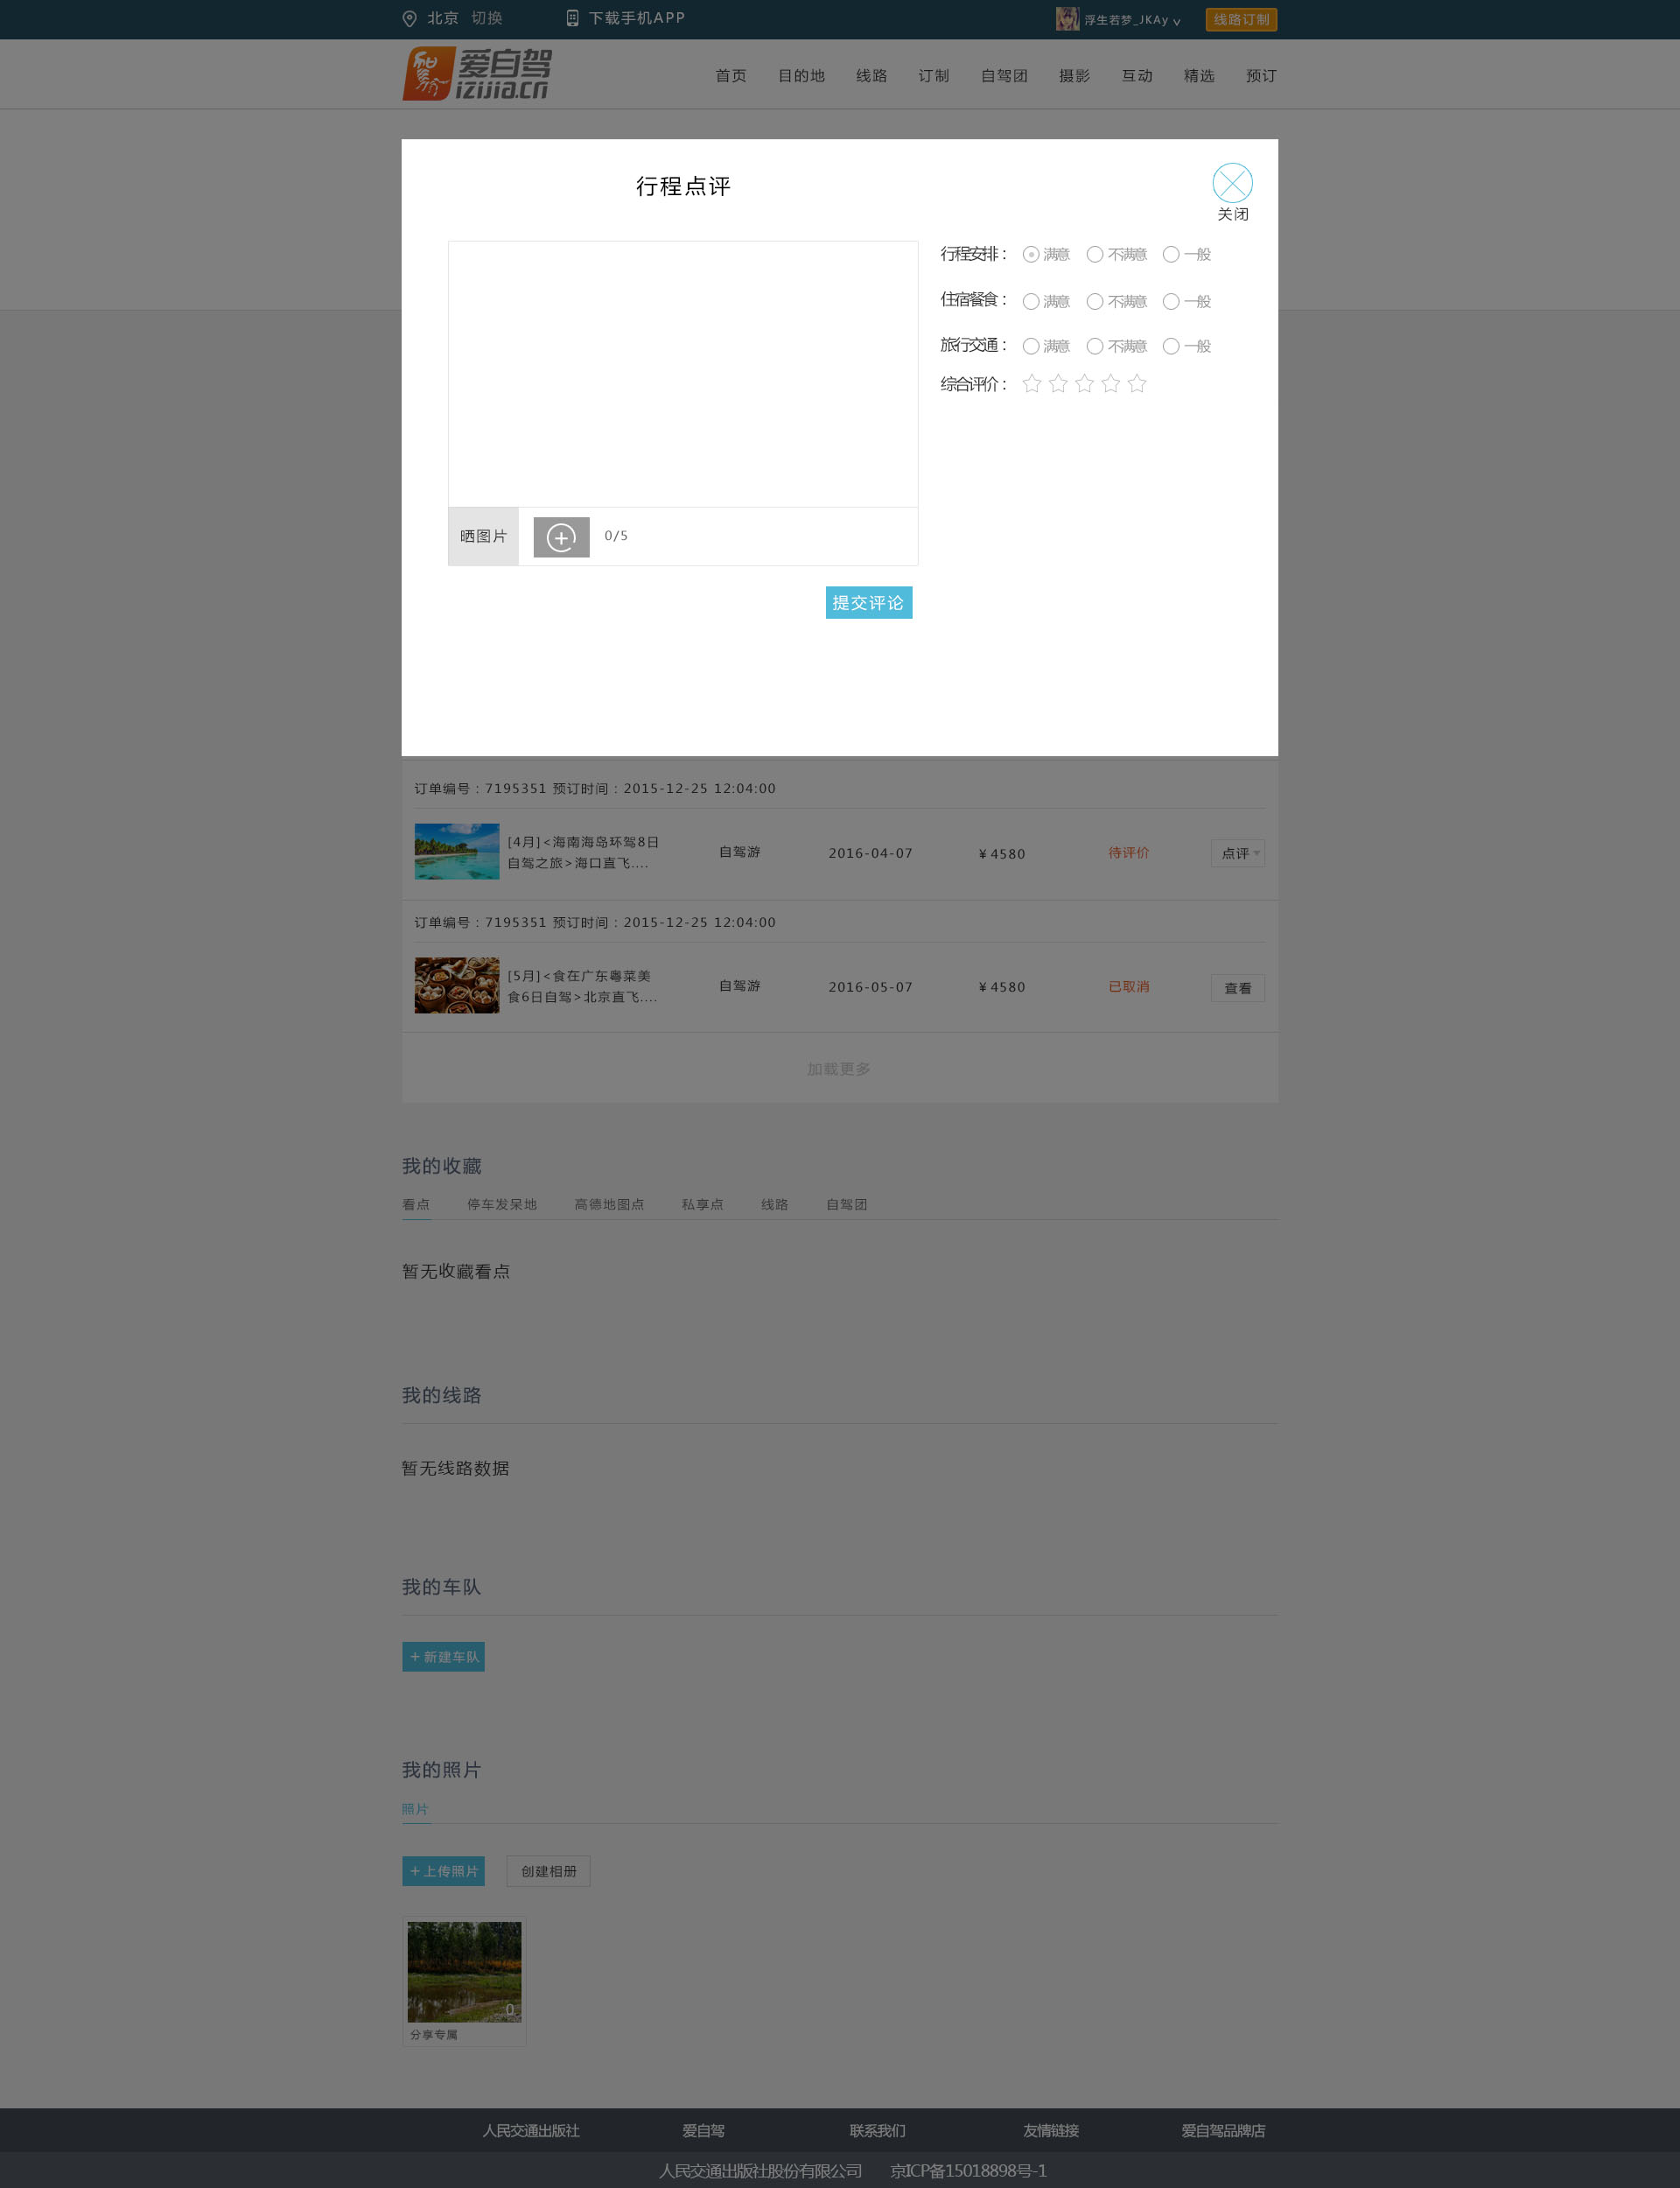 北京 切换 下载手机APP 浮生若梦_JKAy 线路订制
爱自驾
izijia.cn
首页 目的地 线路 订制 自驾团 摄影 互动 精选 预订
行程点评
关闭
行程安排： 满意 不满意 一般
住宿餐食： 满意 不满意 一般
旅行交通： 满意 不满意 一般
综合评价：
晒图片 0/5
提交评论
订单编号：7195351 预订时间：2015-12-25 12:04:00
[4月]<海南海岛环驾8日
自驾之旅>海口直飞....
自驾游 2016-04-07 ¥4580 待评价 点评
订单编号：7195351 预订时间：2015-12-25 12:04:00
[5月]<食在广东粤菜美
食6日自驾>北京直飞....
自驾游 2016-05-07 ¥4580 已取消 查看
加载更多
我的收藏
看点 停车发呆地 高德地图点 私享点 线路 自驾团
暂无收藏看点
我的线路
暂无线路数据
我的车队
+新建车队
我的照片
照片
+上传照片 创建相册
0
分享专属
人民交通出版社 爱自驾 联系我们 友情链接 爱自驾品牌店
人民交通出版社股份有限公司 京ICP备15018898号-1